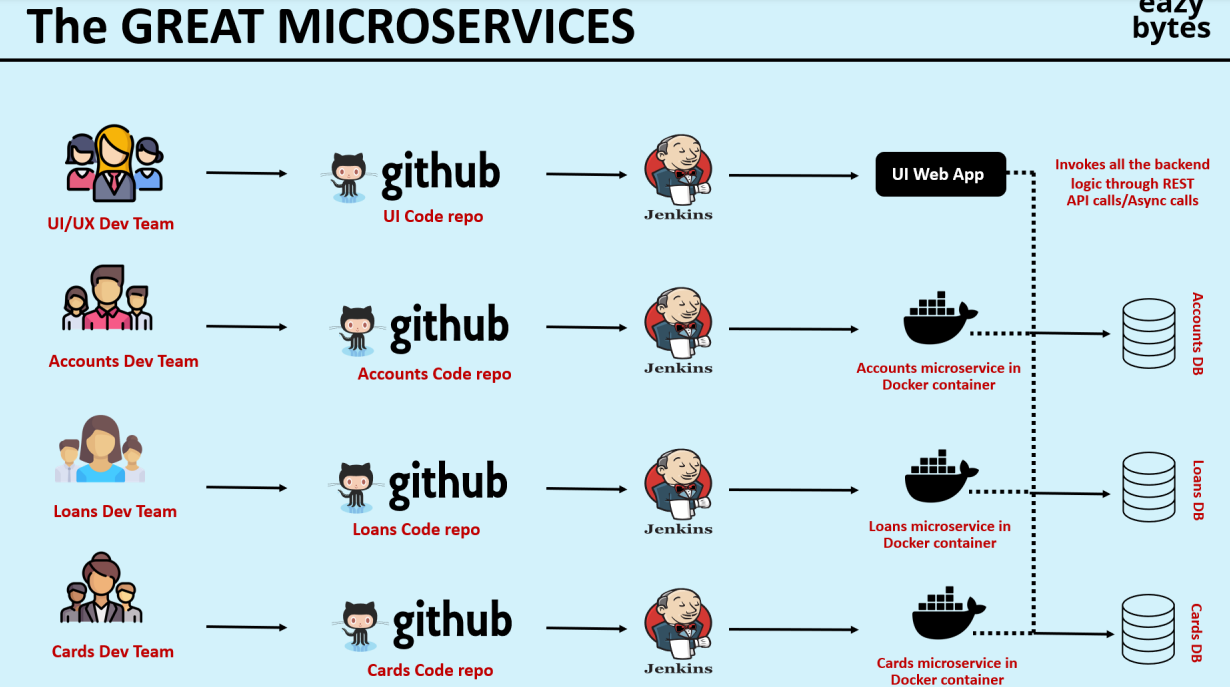 The GREAT MICROSERVICES
eazy
bytes
github
UI Code repo
UI/UX Dev Team
Jenkins
UI Web App
Invokes all the backend
logic through REST
API calls/Async calls
Accounts Dev Team
github
Accounts Code repo
Jenkins
Accounts microservice in
Docker container
Accounts DB
Loans Dev Team
github
Loans Code repo
Jenkins
Loans microservice in
Docker container
Loans DB
Cards Dev Team
github
Cards Code repo
Jenkins
Cards microservice in
Docker container
Cards DB